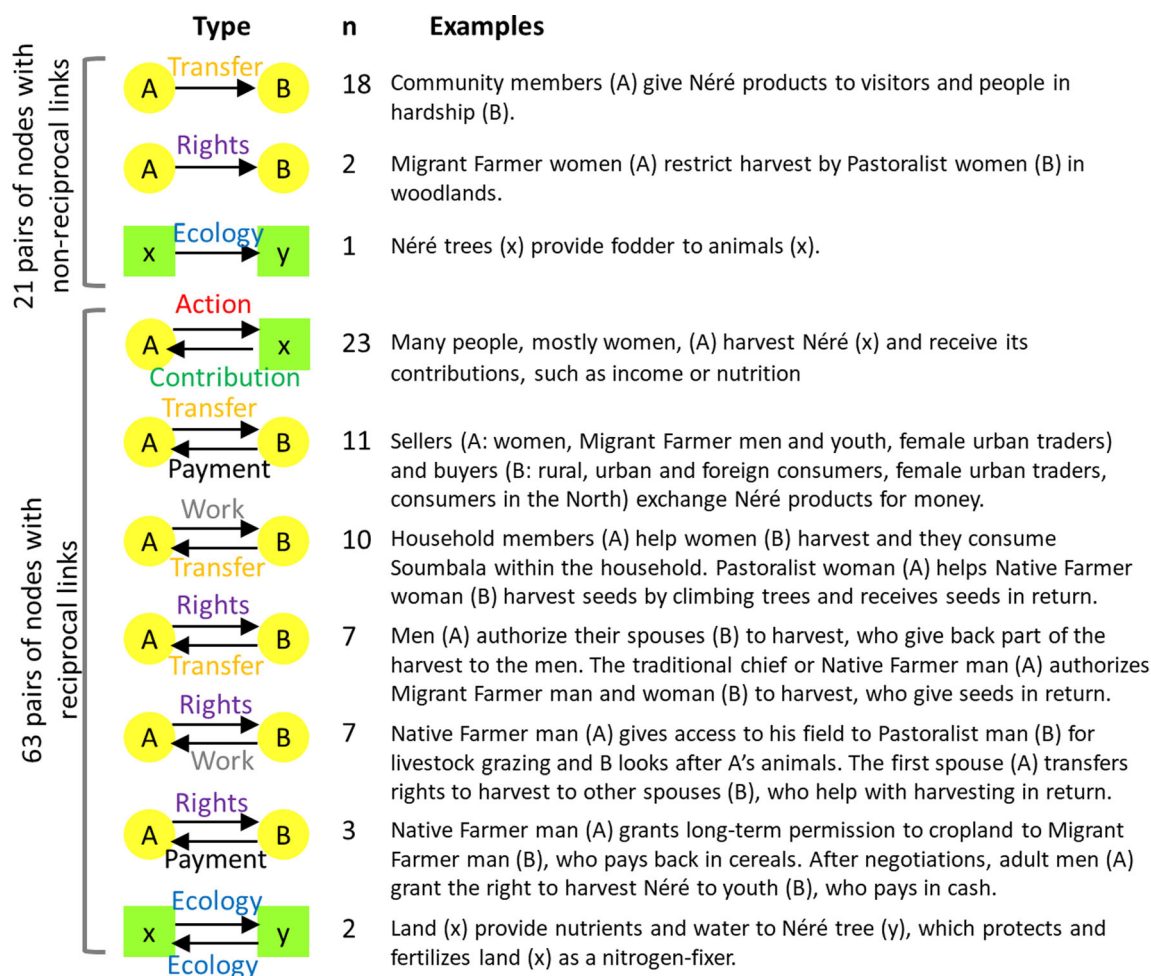 Type n Examples
21 pairs of nodes with
non-reciprocal links
Transfer
A B 18 Community members (A) give Néré products to visitors and people in
hardship (B).
Rights
A B 2 Migrant Farmer women (A) restrict harvest by Pastoralist women (B) in
woodlands.
Ecology
x y 1 Néré trees (x) provide fodder to animals (x).
63 pairs of nodes with
reciprocal links
Action
A x 23 Many people, mostly women, (A) harvest Néré (x) and receive its
contributions, such as income or nutrition
Contribution
Transfer
A B 11 Sellers (A: women, Migrant Farmer men and youth, female urban traders)
and buyers (B: rural, urban and foreign consumers, female urban traders,
consumers in the North) exchange Néré products for money.
Payment
Work
A B 10 Household members (A) help women (B) harvest and they consume
Soumbala within the household. Pastoralist woman (A) helps Native Farmer
woman (B) harvest seeds by climbing trees and receives seeds in return.
Transfer
Rights
A B 7 Men (A) authorize their spouses (B) to harvest, who give back part of the
harvest to the men. The traditional chief or Native Farmer man (A) authorizes
Migrant Farmer man and woman (B) to harvest, who give seeds in return.
Transfer
Rights
A B 7 Native Farmer man (A) gives access to his field to Pastoralist man (B) for
livestock grazing and B looks after A’s animals. The first spouse (A) transfers
rights to harvest to other spouses (B), who help with harvesting in return.
Work
Rights
A B 3 Native Farmer man (A) grants long-term permission to cropland to Migrant
Farmer man (B), who pays back in cereals. After negotiations, adult men (A)
grant the right to harvest Néré to youth (B), who pays in cash.
Payment
Ecology
x y 2 Land (x) provide nutrients and water to Néré tree (y), which protects and
fertilizes land (x) as a nitrogen-fixer.
Ecology